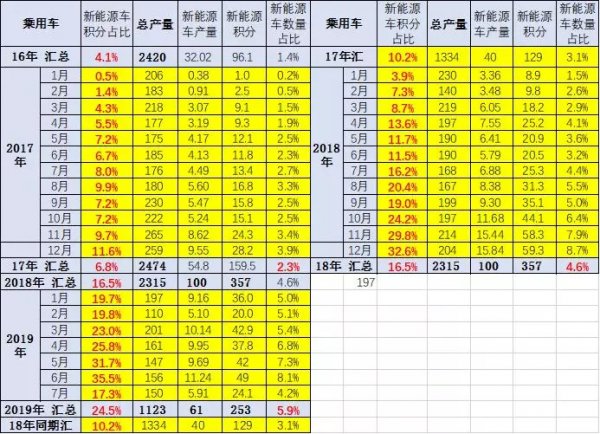 乘用车 新能源车积分占比 总产量 新能源车产量 新能源积分 新能源车数量占比
16年 汇总 4.1% 2420 32.02 96.1 1.4%
2017年
1月 0.5% 206 0.38 1.0 0.2%
2月 1.4% 183 0.91 2.5 0.5%
3月 4.3% 218 3.07 9.1 1.5%
4月 5.5% 177 3.19 9.3 1.9%
5月 7.2% 175 4.17 12.1 2.5%
6月 6.7% 185 4.13 11.8 2.3%
7月 8.0% 176 4.49 13.4 2.7%
8月 9.9% 180 5.60 16.8 3.3%
9月 7.2% 230 5.47 15.8 2.5%
10月 7.2% 222 5.24 15.1 2.5%
11月 9.7% 265 8.62 24.3 3.4%
12月 11.6% 259 9.55 28.2 3.9%
17年 汇总 6.8% 2474 54.8 159.5 2.3%
2018年 汇总 16.5% 2315 100 357 4.6%
2019年
1月 19.7% 197 9.16 36.0 5.0%
2月 19.8% 110 5.10 20.0 5.1%
3月 23.0% 201 10.14 42.9 5.4%
4月 25.8% 161 9.95 37.8 6.8%
5月 31.7% 147 9.69 42 7.3%
6月 35.5% 156 11.24 49 8.1%
7月 17.3% 150 5.91 24.1 4.2%
2019年 汇总 24.5% 1123 61 253 5.9%
18年同期汇 10.2% 1334 40 129 3.1%
乘用车 新能源车积分占比 总产量 新能源车产量 新能源积分 新能源车数量占比
17年汇 10.2% 1334 40 129 3.1%
2018年
1月 3.9% 230 3.36 8.9 1.5%
2月 7.3% 140 3.48 9.8 2.6%
3月 8.7% 219 6.05 18.2 2.9%
4月 13.6% 197 7.55 25.2 4.1%
5月 11.7% 190 6.41 20.9 3.6%
6月 11.5% 190 5.79 20.5 3.2%
7月 16.2% 168 6.88 25.3 4.4%
8月 20.4% 167 8.38 31.3 5.5%
9月 19.0% 199 9.30 35.1 5.0%
10月 24.2% 197 11.68 44.1 6.4%
11月 29.8% 214 15.44 58.3 7.9%
12月 32.6% 204 15.84 59.3 8.7%
18年 汇总 16.5% 2315 100 357 4.6%
197